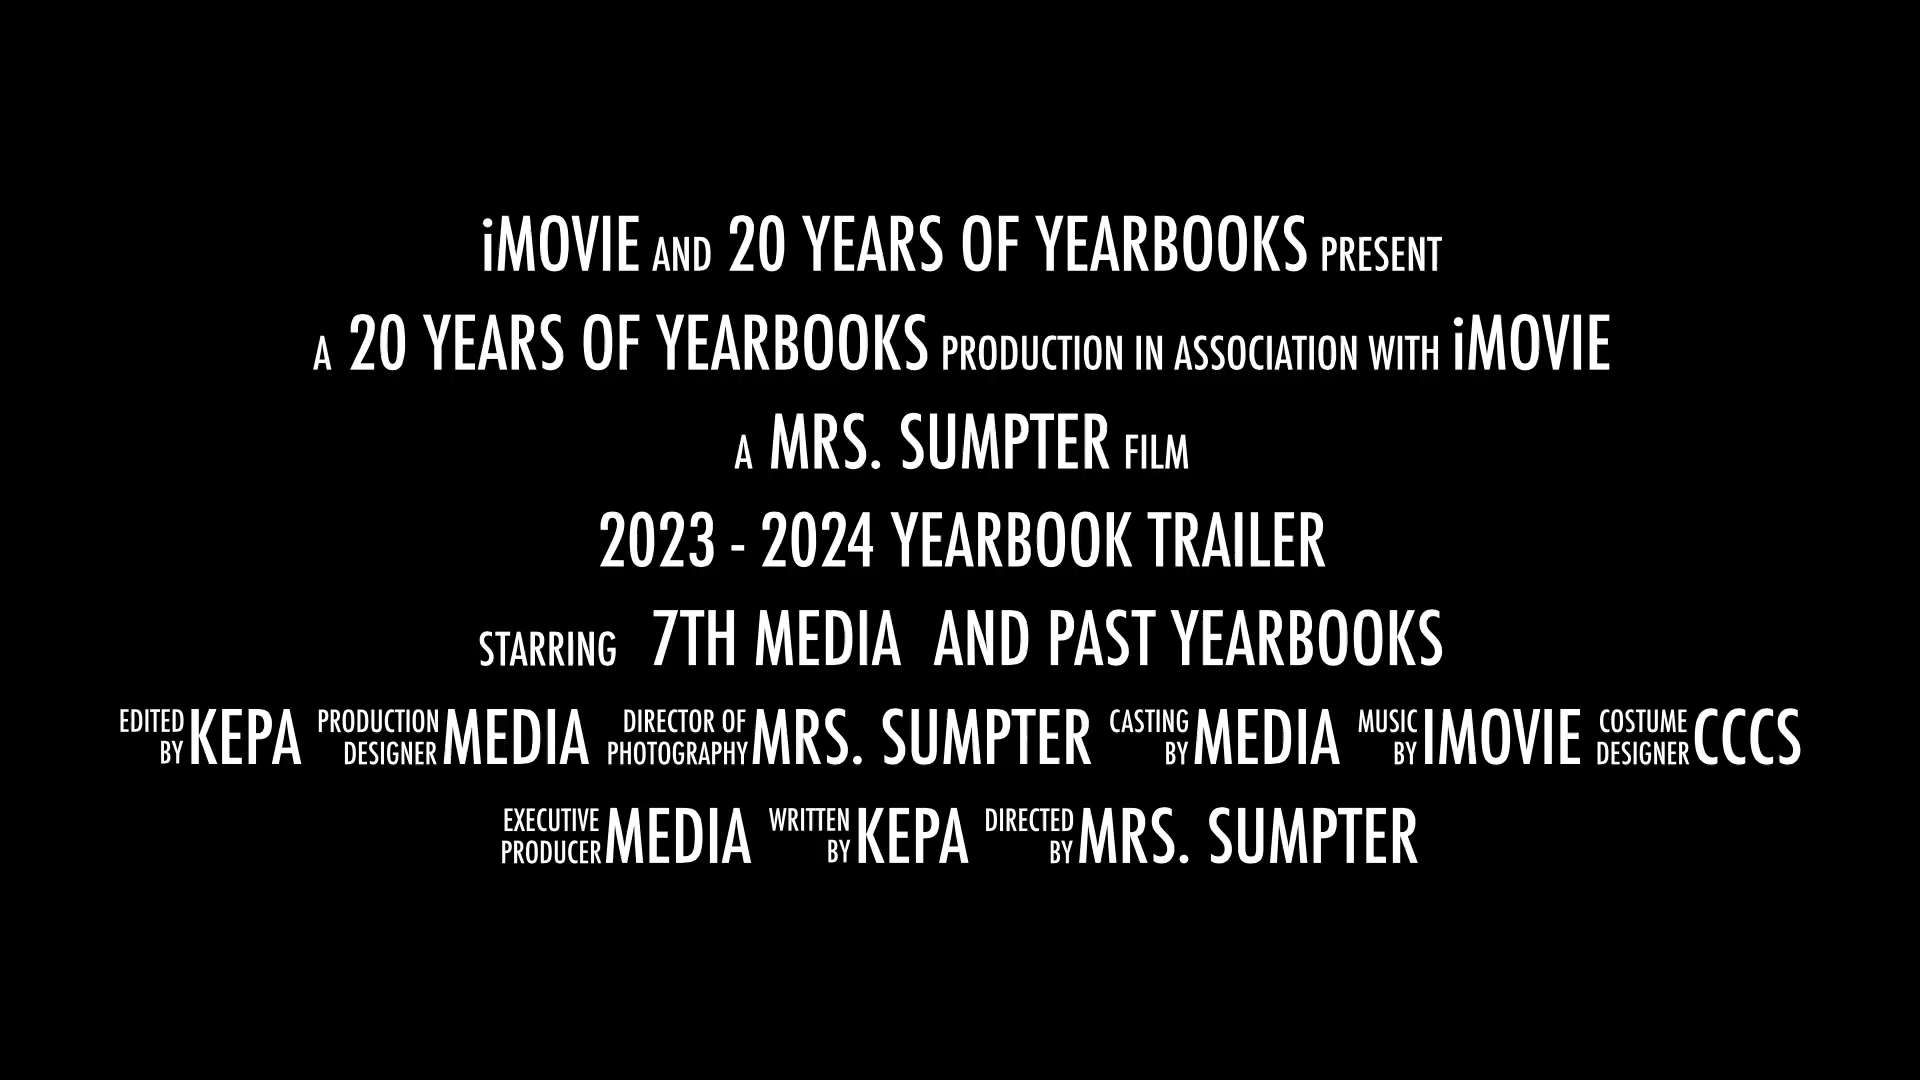 iMOVIE AND 20 YEARS OF YEARBOOKS PRESENT
A 20 YEARS OF YEARBOOKS PRODUCTION IN ASSOCIATION WITH iMOVIE
A MRS. SUMPTER FILM
2023 - 2024 YEARBOOK TRAILER
STARRING 7TH MEDIA AND PAST YEARBOOKS
EDITED BY KEPA PRODUCTION DESIGNER MEDIA DIRECTOR OF PHOTOGRAPHY MRS. SUMPTER CASTING BY MEDIA MUSIC BY IMOVIE COSTUME DESIGNER CCCS
EXECUTIVE PRODUCER MEDIA WRITTEN BY KEPA DIRECTED BY MRS. SUMPTER